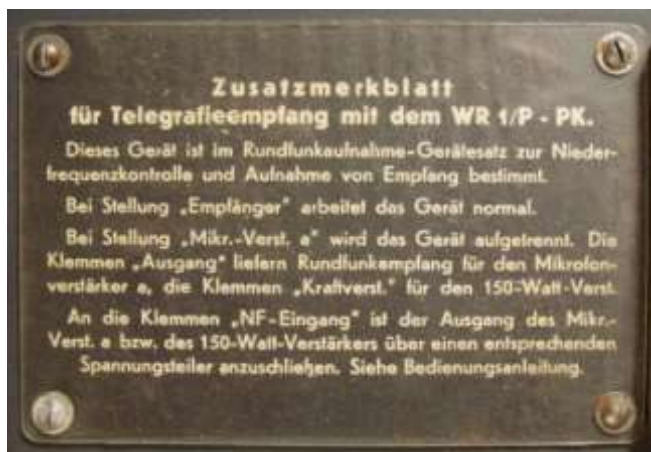 Zusatzmerkblatt
für Telegrafieempfang mit dem WR 1/P - PK.
Dieses Gerät ist im Rundfunkaufnahme-Gerätesatz zur Nieder-
frequenzkontrolle und Aufnahme von Empfang bestimmt.
Bei Stellung „Empfänger" arbeitet das Gerät normal.
Bei Stellung „Mikr.-Verst. a" wird das Gerät aufgetrennt. Die
Klemmen „Ausgang" liefern Rundfunkempfang für den Mikrofon-
verstärker a, die Klemmen „Kraftverst." für den 150-Watt-Verst.
An die Klemmen „NF-Eingang" ist der Ausgang des Mikr.-
Verst. a bzw. des 150-Watt-Verstärkers über einen entsprechenden
Spannungsteiler anzuschließen. Siehe Bedienungsanleitung.